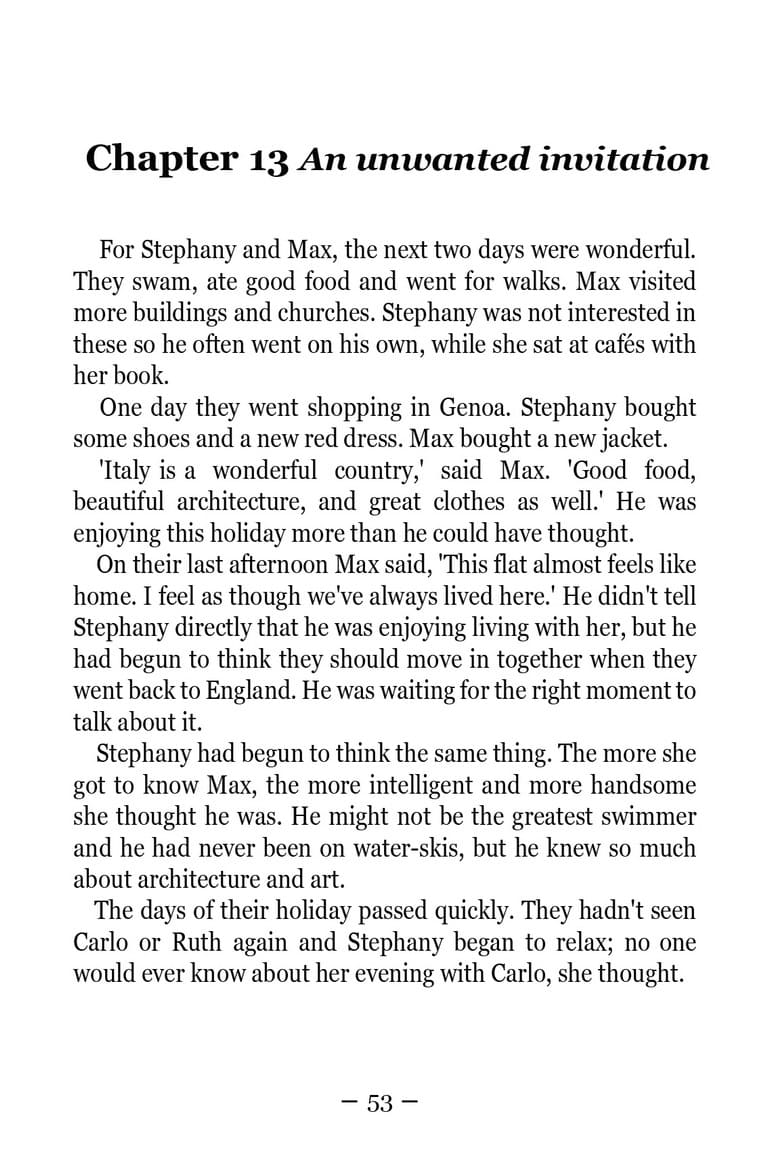 Chapter 13 An unwanted invitation
For Stephany and Max, the next two days were wonderful.
They swam, ate good food and went for walks. Max visited
more buildings and churches. Stephany was not interested in
these so he often went on his own, while she sat at cafés with
her book.
One day they went shopping in Genoa. Stephany bought
some shoes and a new red dress. Max bought a new jacket.
'Italy is a wonderful country,' said Max. 'Good food,
beautiful architecture, and great clothes as well.' He was
enjoying this holiday more than he could have thought.
On their last afternoon Max said, 'This flat almost feels like
home. I feel as though we've always lived here.' He didn't tell
Stephany directly that he was enjoying living with her, but he
had begun to think they should move in together when they
went back to England. He was waiting for the right moment to
talk about it.
Stephany had begun to think the same thing. The more she
got to know Max, the more intelligent and more handsome
she thought he was. He might not be the greatest swimmer
and he had never been on water-skis, but he knew so much
about architecture and art.
The days of their holiday passed quickly. They hadn't seen
Carlo or Ruth again and Stephany began to relax; no one
would ever know about her evening with Carlo, she thought.
– 53 –